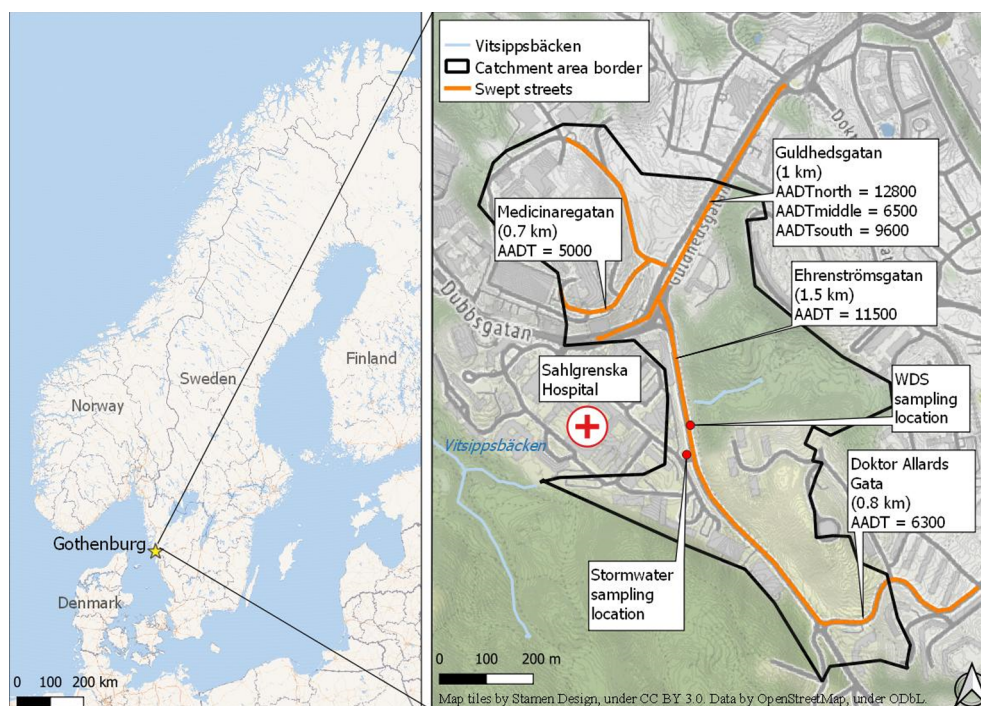 Norway
Sweden
Finland
Gothenburg
Denmark
0 100 200 km
Vitsippsbäcken
Catchment area border
Swept streets
Guldhedsgatan
(1 km)
AADTnorth = 12800
AADTmiddle = 6500
AADTsouth = 9600
Medicinaregatan
(0.7 km)
AADT = 5000
Guldhedsgatan
Dubbsgatan
Ehrenströmsgatan
(1.5 km)
AADT = 11500
Sahlgrenska
Hospital
WDS
sampling
location
Vitsippsbäcken
Doktor Allards
Gata
(0.8 km)
AADT = 6300
Stormwater
sampling
location
0 100 200 m
Map tiles by Stamen Design, under CC BY 3.0. Data by OpenStreetMap, under ODbL.